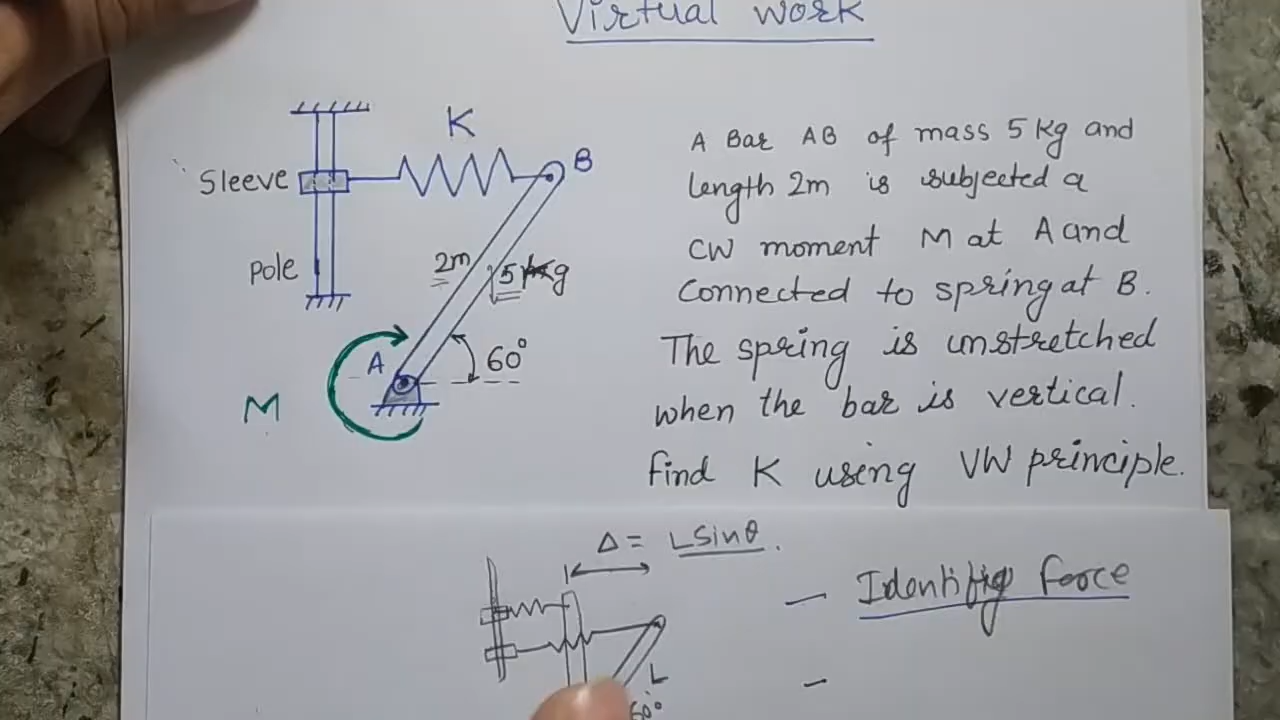 Virtual work
K
B
Sleeve
Pole
2m
5kg
A
60°
M
A Bar AB of mass 5 kg and
length 2m is subjected a
CW moment M at A and
Connected to spring at B.
The spring is unstretched
when the bar is vertical.
find K using VW principle.
Δ = L sinθ.
Identifiy force
L
60°